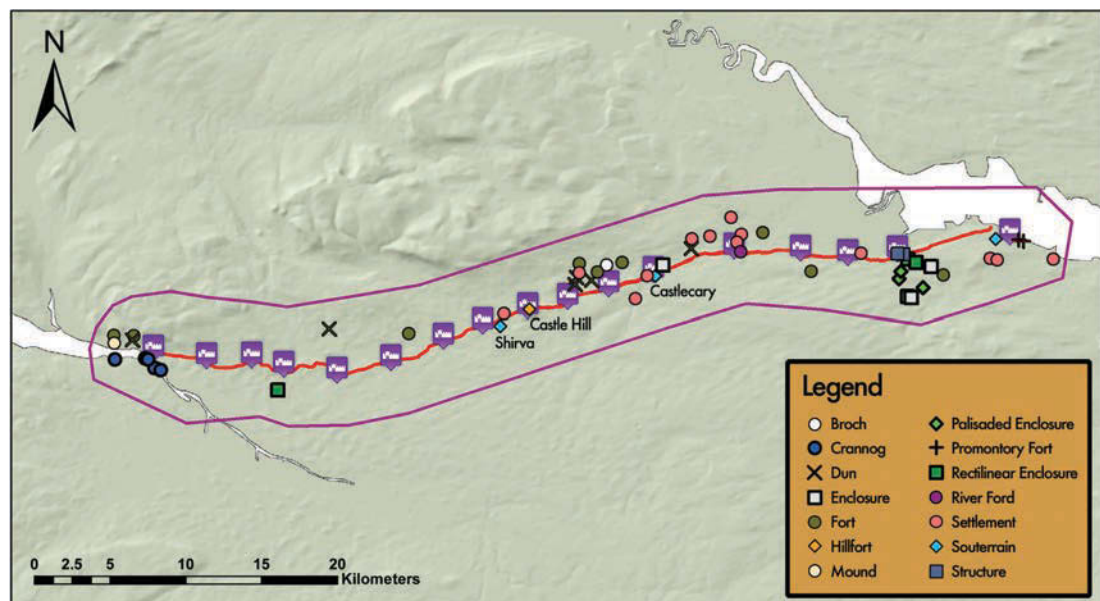 N
Castlecary
Castle Hill
Shirva
Legend
Broch
Crannog
Dun
Enclosure
Fort
Hillfort
Mound
Palisaded Enclosure
Promontory Fort
Rectilinear Enclosure
River Ford
Settlement
Souterrain
Structure
0 2.5 5 10 15 20
Kilometers